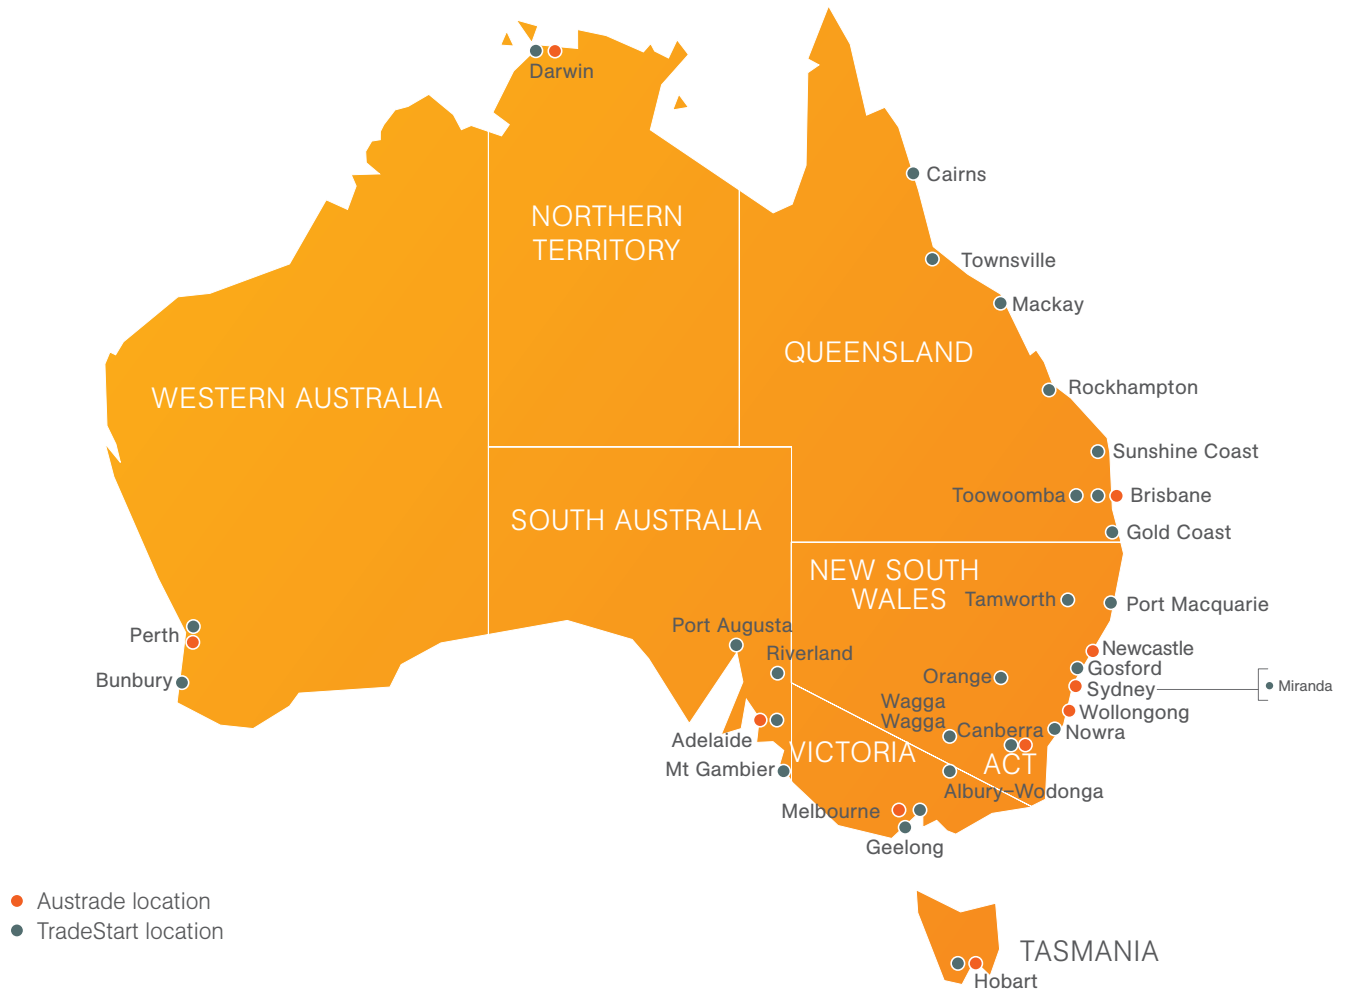 Darwin
Cairns
NORTHERN
TERRITORY
Townsville
Mackay
QUEENSLAND
Rockhampton
WESTERN AUSTRALIA
Sunshine Coast
Toowoomba
Brisbane
SOUTH AUSTRALIA
Gold Coast
NEW SOUTH
WALES
Tamworth
Port Macquarie
Perth
Port Augusta
Newcastle
Riverland
Gosford
Bunbury
Orange
Sydney
Miranda
Wagga
Wagga
Wollongong
Canberra
Nowra
Adelaide
VICTORIA
ACT
Mt Gambier
Albury–Wodonga
Melbourne
Geelong
Austrade location
TradeStart location
TASMANIA
Hobart